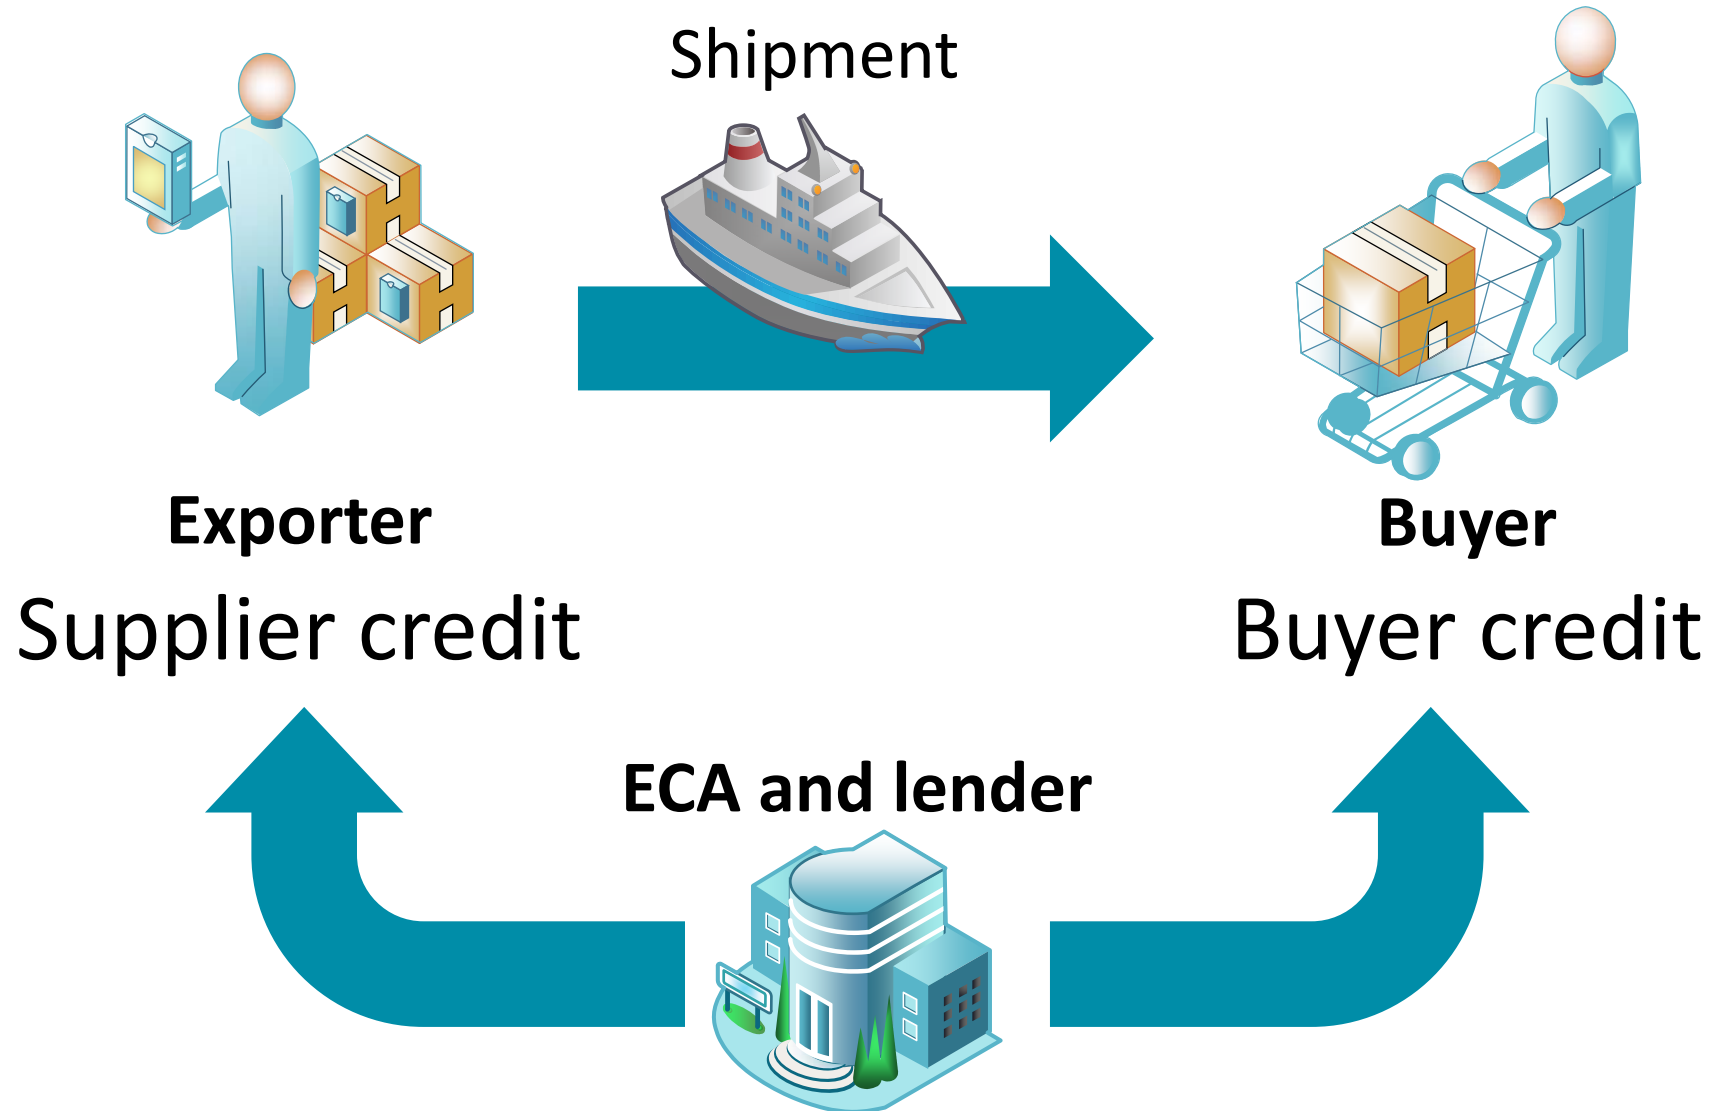 Shipment
Exporter
Buyer
Supplier credit
Buyer credit
ECA and lender